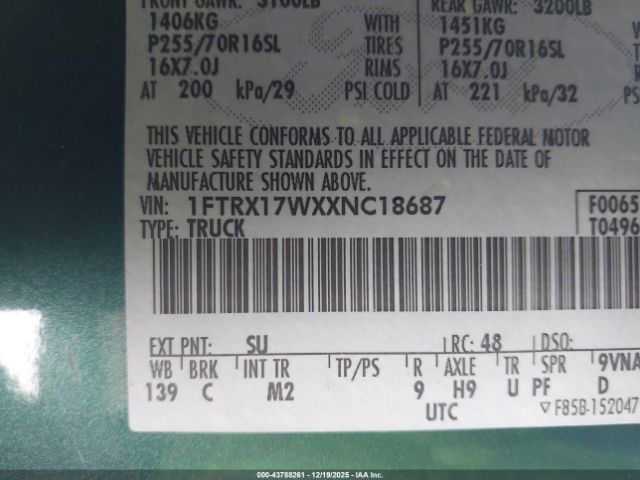 FRONT GAWR: 3100LB REAR GAWR: 3200LB
1406KG WITH 1451KG
P255/70R16SL TIRES P255/70R16SL
16X7.0J RIMS 16X7.0J
AT 200 kPa/29 PSI COLD AT 221 kPa/32 PS
THIS VEHICLE CONFORMS TO ALL APPLICABLE FEDERAL MOTOR
VEHICLE SAFETY STANDARDS IN EFFECT ON THE DATE OF
MANUFACTURE SHOWN ABOVE.
VIN: 1FTRX17WXXNC18687 F0065
TYPE: TRUCK T0496
EXT PNT: SU RC: 48 DSO:
WB BRK INT TR TP/PS R AXLE TR SPR 9VNA
139 C M2 9 H9 U PF D
UTC ▽F85B-152047
000-43788261 - 12/19/2025 - IAA Inc.